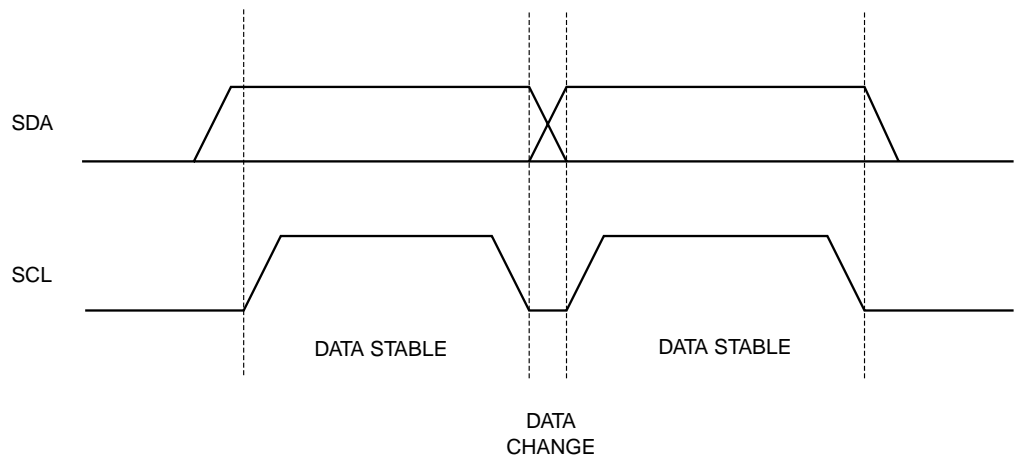 SDA
SCL
DATA STABLE
DATA STABLE
DATA
CHANGE